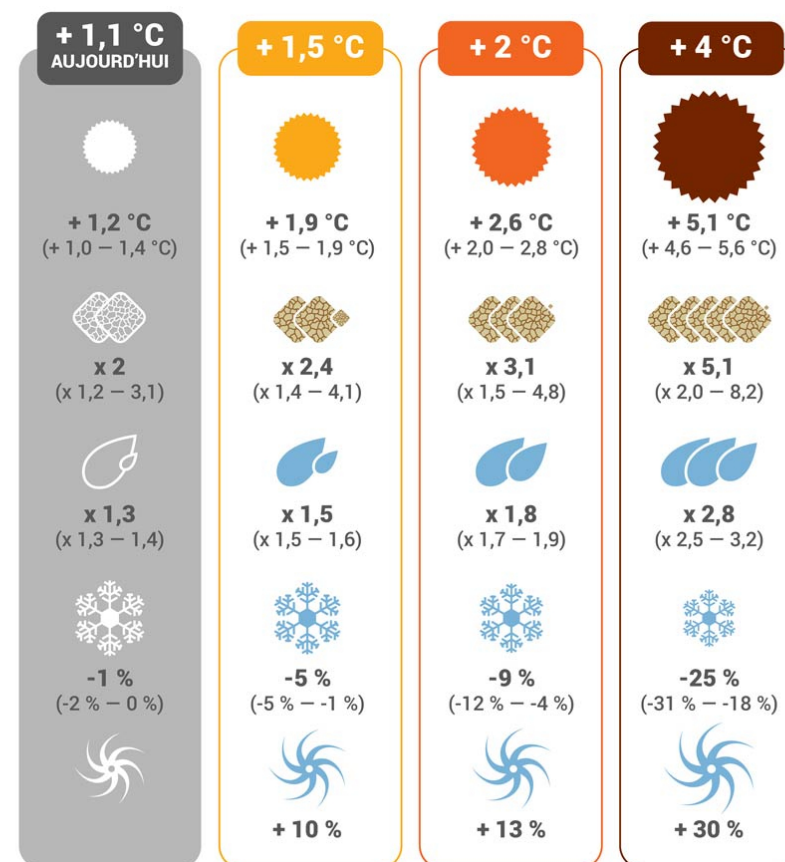 + 1,1 °C
AUJOURD'HUI
+ 1,5 °C
+ 2 °C
+ 4 °C
+ 1,2 °C
(+ 1,0 — 1,4 °C)
+ 1,9 °C
(+ 1,5 — 1,9 °C)
+ 2,6 °C
(+ 2,0 — 2,8 °C)
+ 5,1 °C
(+ 4,6 — 5,6 °C)
x 2
(x 1,2 — 3,1)
x 2,4
(x 1,4 — 4,1)
x 3,1
(x 1,5 — 4,8)
x 5,1
(x 2,0 — 8,2)
x 1,3
(x 1,3 — 1,4)
x 1,5
(x 1,5 — 1,6)
x 1,8
(x 1,7 — 1,9)
x 2,8
(x 2,5 — 3,2)
-1 %
(-2 % — 0 %)
-5 %
(-5 % — -1 %)
-9 %
(-12 % — -4 %)
-25 %
(-31 % — -18 %)
+ 10 %
+ 13 %
+ 30 %